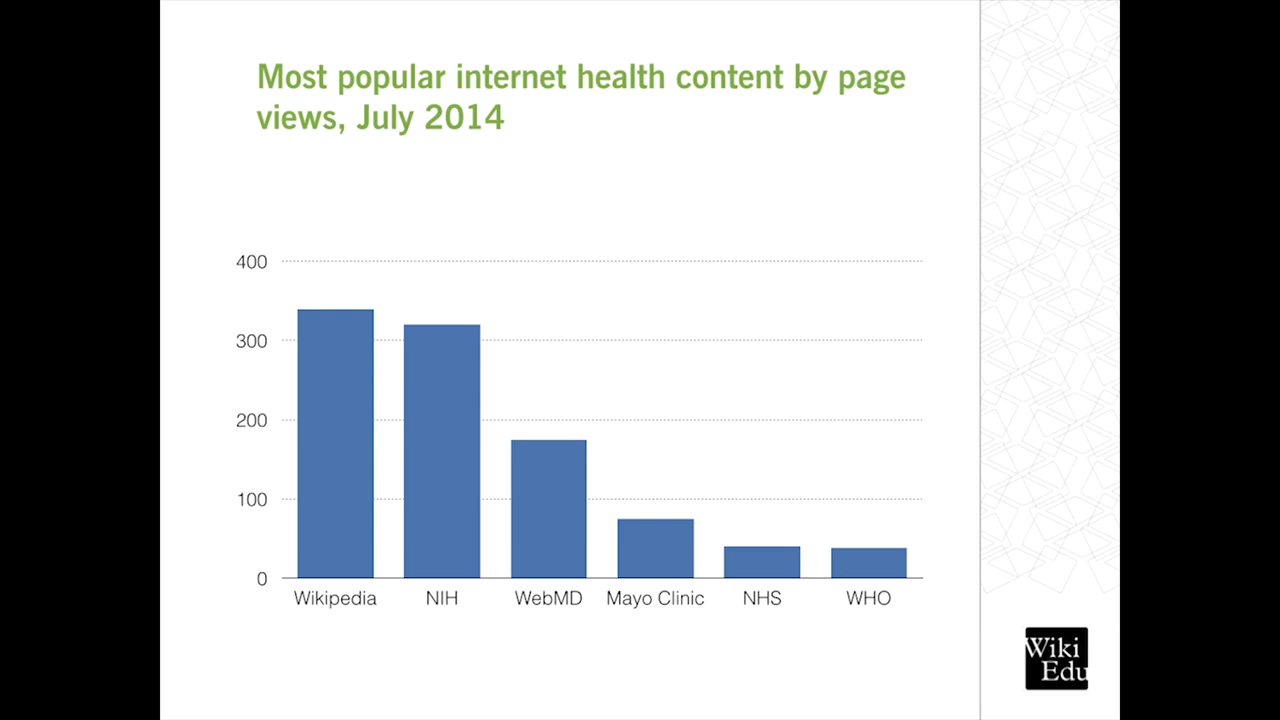 Most popular internet health content by page
views, July 2014
400
300
200
100
0
Wikipedia NIH WebMD Mayo Clinic NHS WHO
Wiki
Edu